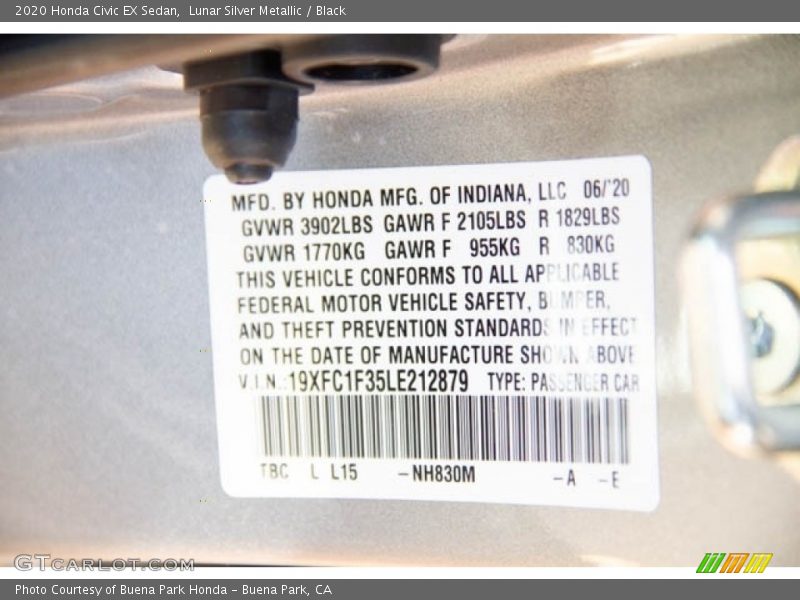 2020 Honda Civic EX Sedan,  Lunar Silver Metallic / Black
MFD. BY HONDA MFG. OF INDIANA, LLC 06/'20
GVWR 3902LBS GAWR F 2105LBS R 1829LBS
GVWR 1770KG GAWR F 955KG R 830KG
THIS VEHICLE CONFORMS TO ALL APPLICABLE
FEDERAL MOTOR VEHICLE SAFETY, BUMPER,
AND THEFT PREVENTION STANDARDS IN EFFECT
ON THE DATE OF MANUFACTURE SHOWN ABOVE
V.I.N.:19XFC1F35LE212879 TYPE: PASSENGER CAR
TBC L L15 -NH830M -A -E
GTCARLOT.COM
Photo Courtesy of Buena Park Honda - Buena Park, CA